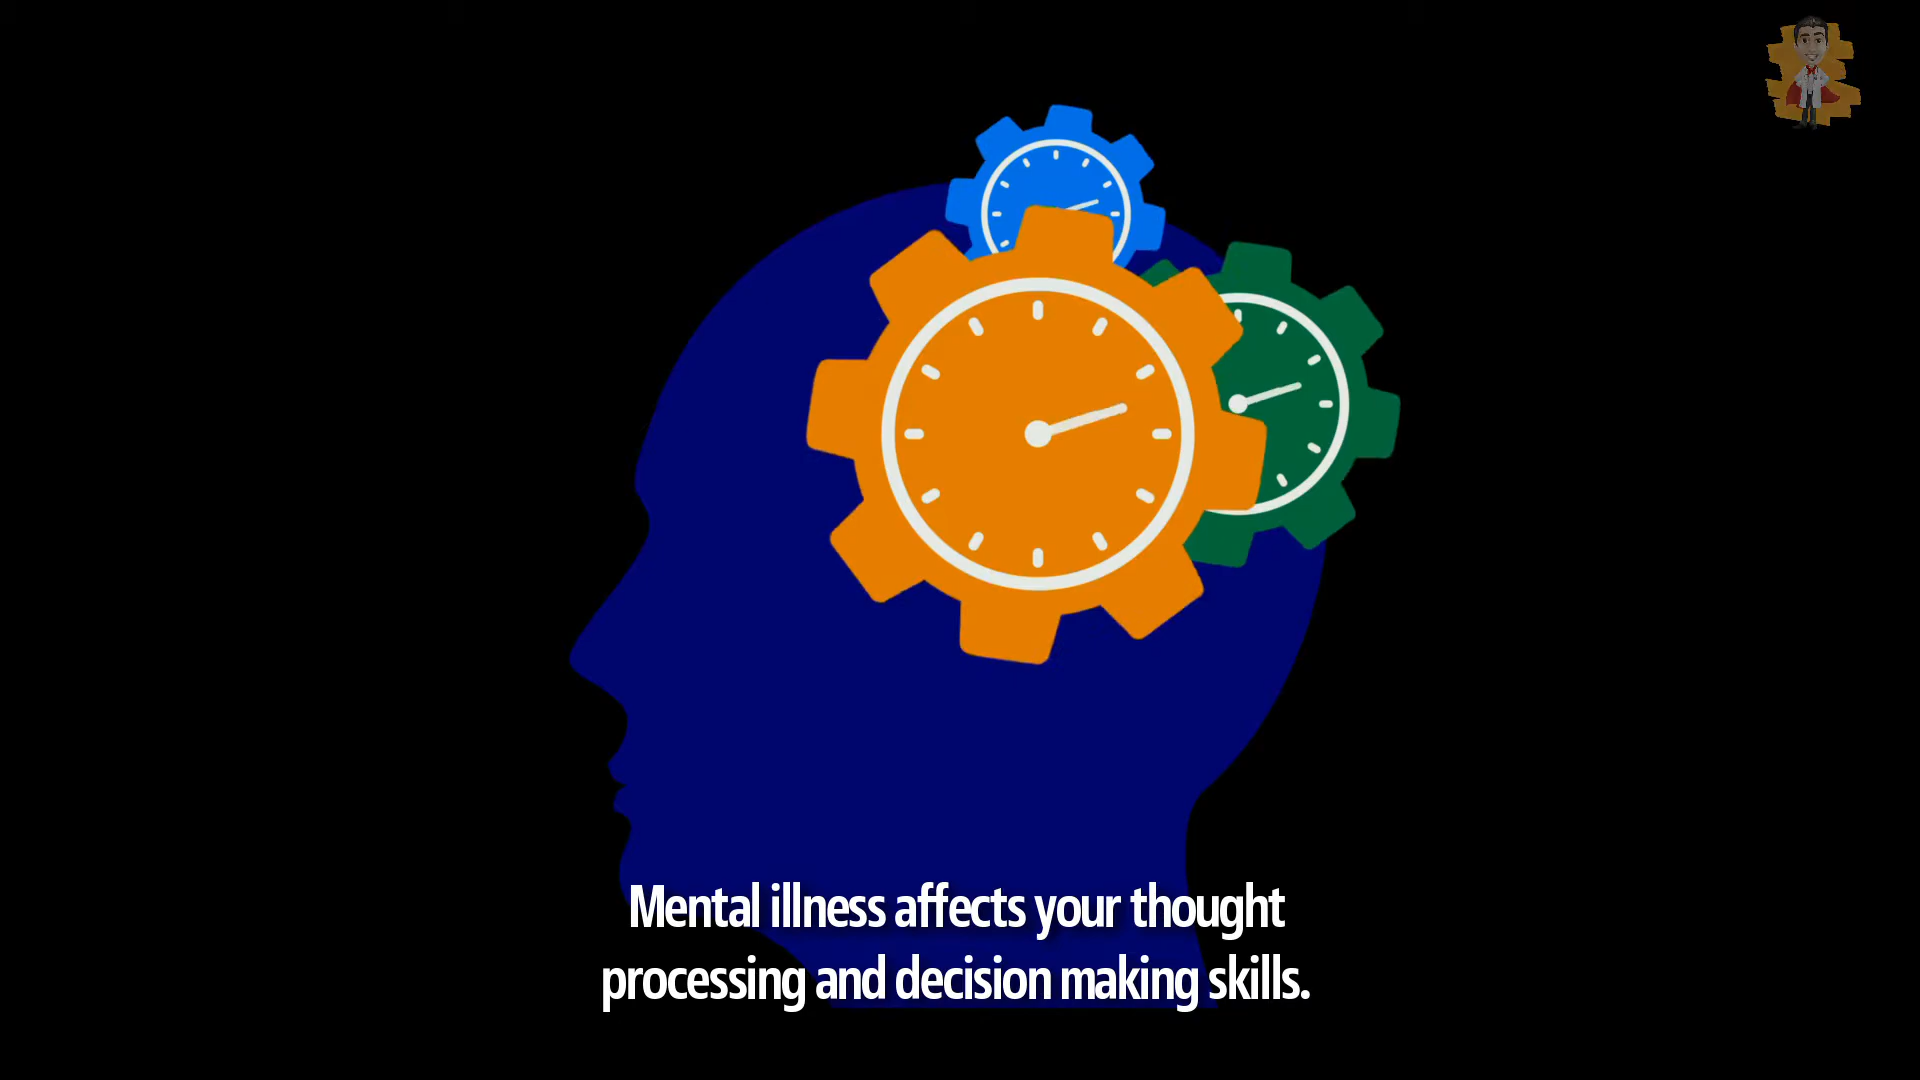 Mental illness affects your thought
processing and decision making skills.